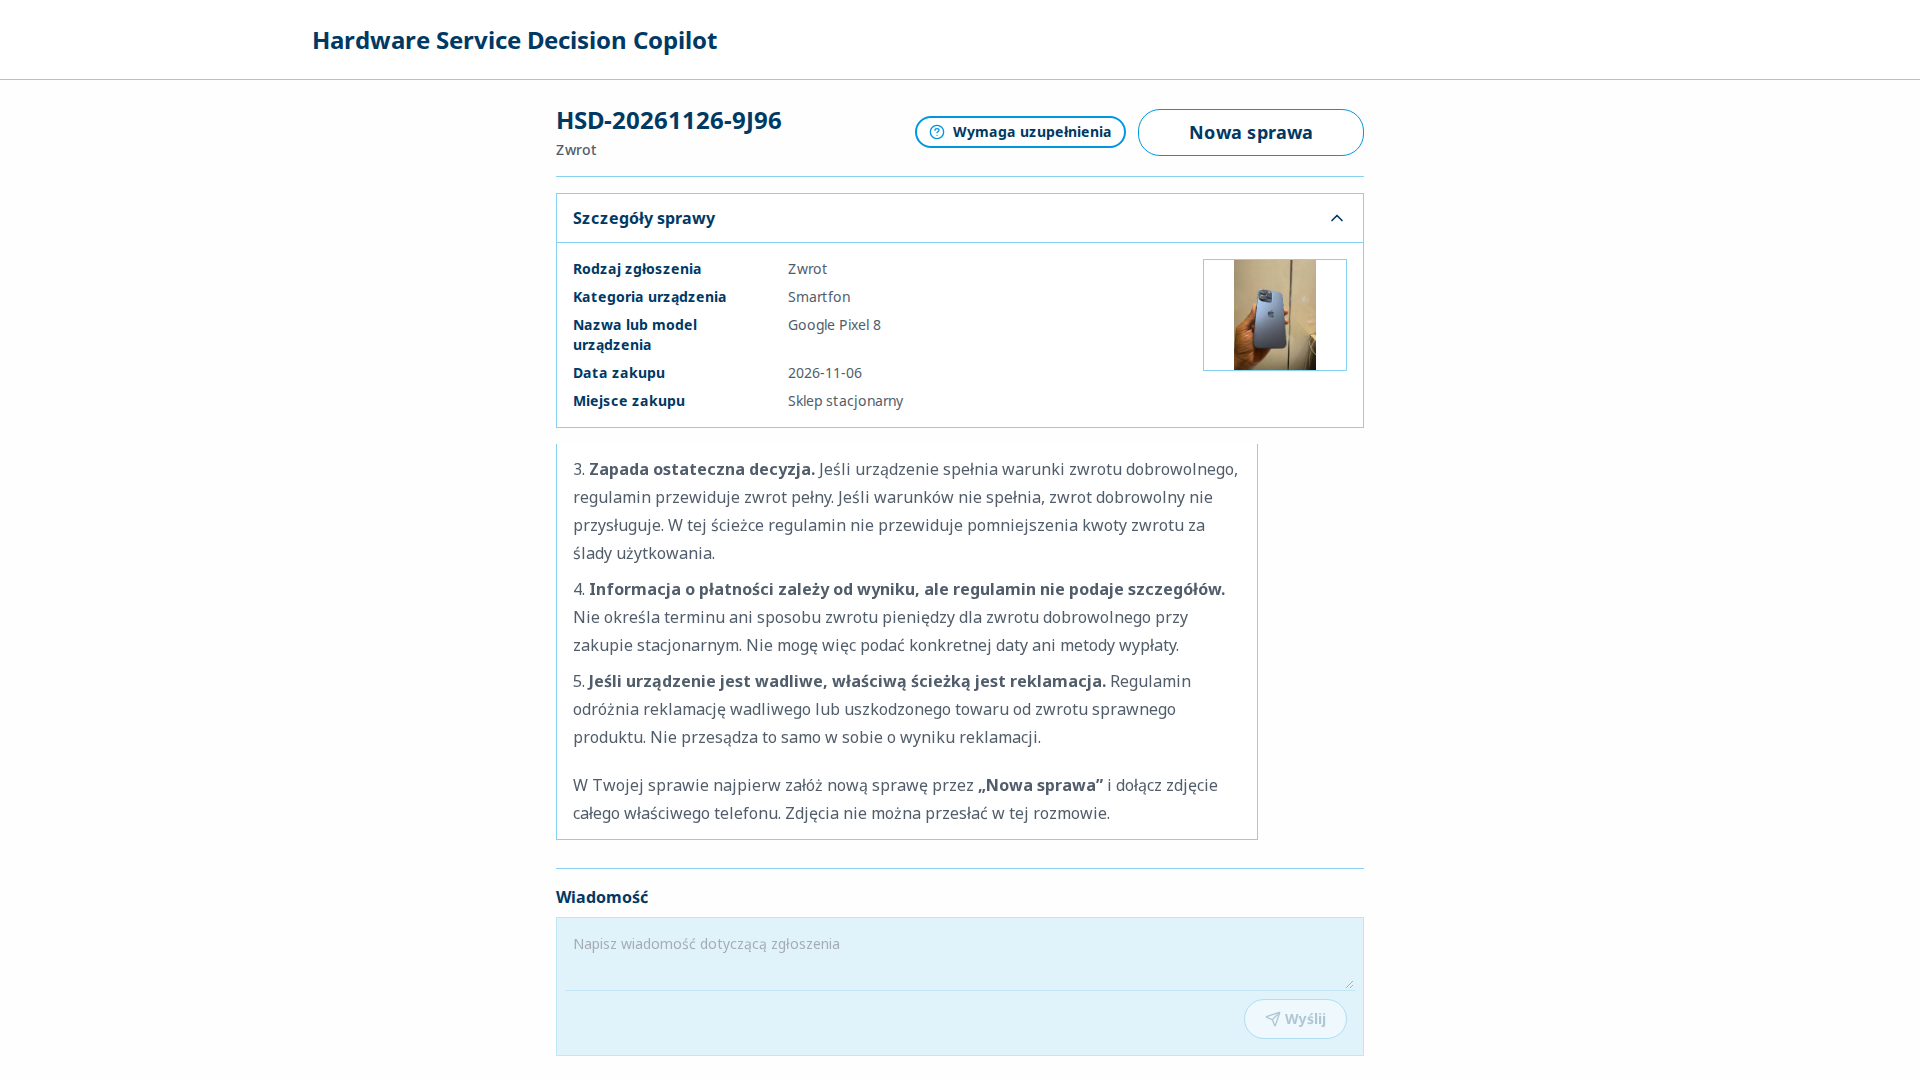 Hardware Service Decision Copilot
HSD-20261126-9J96
Zwrot
Wymaga uzupełnienia
Nowa sprawa
Szczegóły sprawy
Rodzaj zgłoszenia
Zwrot
Kategoria urządzenia
Smartfon
Nazwa lub model
urządzenia
Google Pixel 8
Data zakupu
2026-11-06
Miejsce zakupu
Sklep stacjonarny
3. Zapada ostateczna decyzja. Jeśli urządzenie spełnia warunki zwrotu dobrowolnego,
regulamin przewiduje zwrot pełny. Jeśli warunków nie spełnia, zwrot dobrowolny nie
przysługuje. W tej ścieżce regulamin nie przewiduje pomniejszenia kwoty zwrotu za
ślady użytkowania.
4. Informacja o płatności zależy od wyniku, ale regulamin nie podaje szczegółów.
Nie określa terminu ani sposobu zwrotu pieniędzy dla zwrotu dobrowolnego przy
zakupie stacjonarnym. Nie mogę więc podać konkretnej daty ani metody wypłaty.
5. Jeśli urządzenie jest wadliwe, właściwą ścieżką jest reklamacja. Regulamin
odróżnia reklamację wadliwego lub uszkodzonego towaru od zwrotu sprawnego
produktu. Nie przesądza to samo w sobie o wyniku reklamacji.
W Twojej sprawie najpierw załóż nową sprawę przez „Nowa sprawa” i dołącz zdjęcie
całego właściwego telefonu. Zdjęcia nie można przesłać w tej rozmowie.
Wiadomość
Napisz wiadomość dotyczącą zgłoszenia
Wyślij